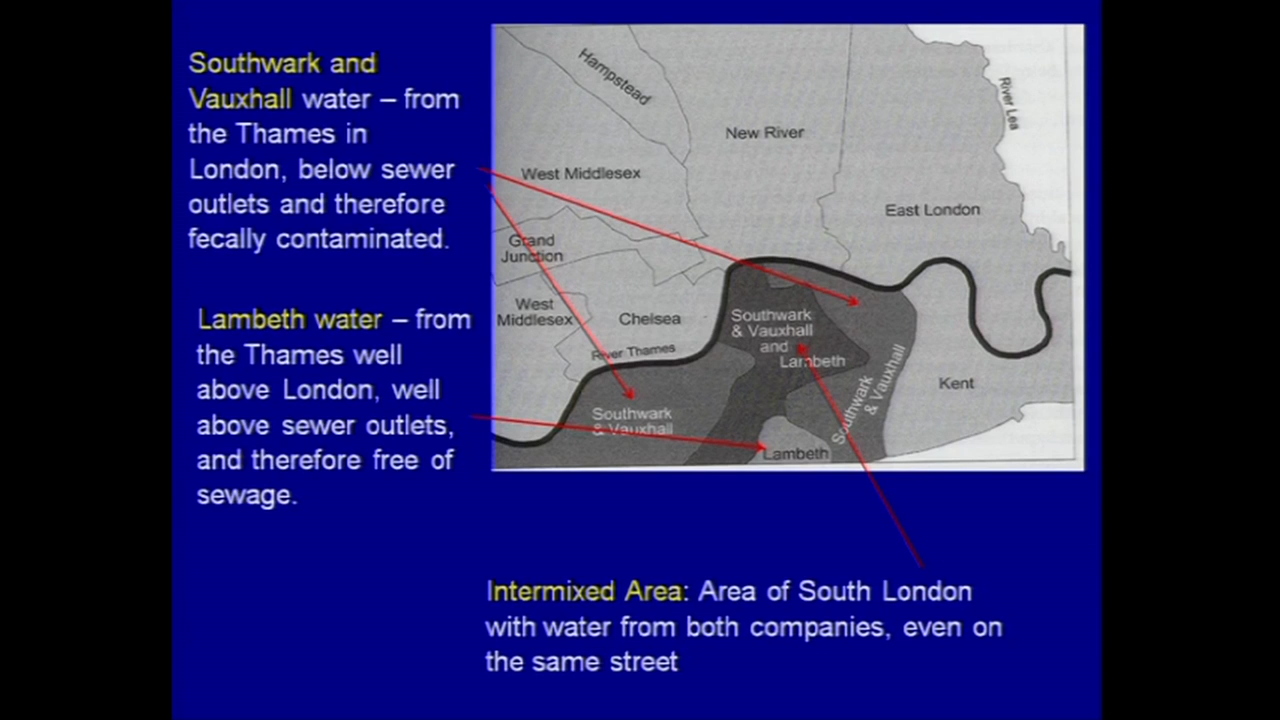 Southwark and
Vauxhall water – from
the Thames in
London, below sewer
outlets and therefore
fecally contaminated.
Lambeth water – from
the Thames well
above London, well
above sewer outlets,
and therefore free of
sewage.
Hampstead
River Lea
New River
West Middlesex
East London
Grand
Junction
West
Middlesex
Chelsea
River Thames
Southwark
& Vauxhall
and
Lambeth
Southwark
& Vauxhall
Kent
Southwark
& Vauxhall
Lambeth
Intermixed Area: Area of South London
with water from both companies, even on
the same street